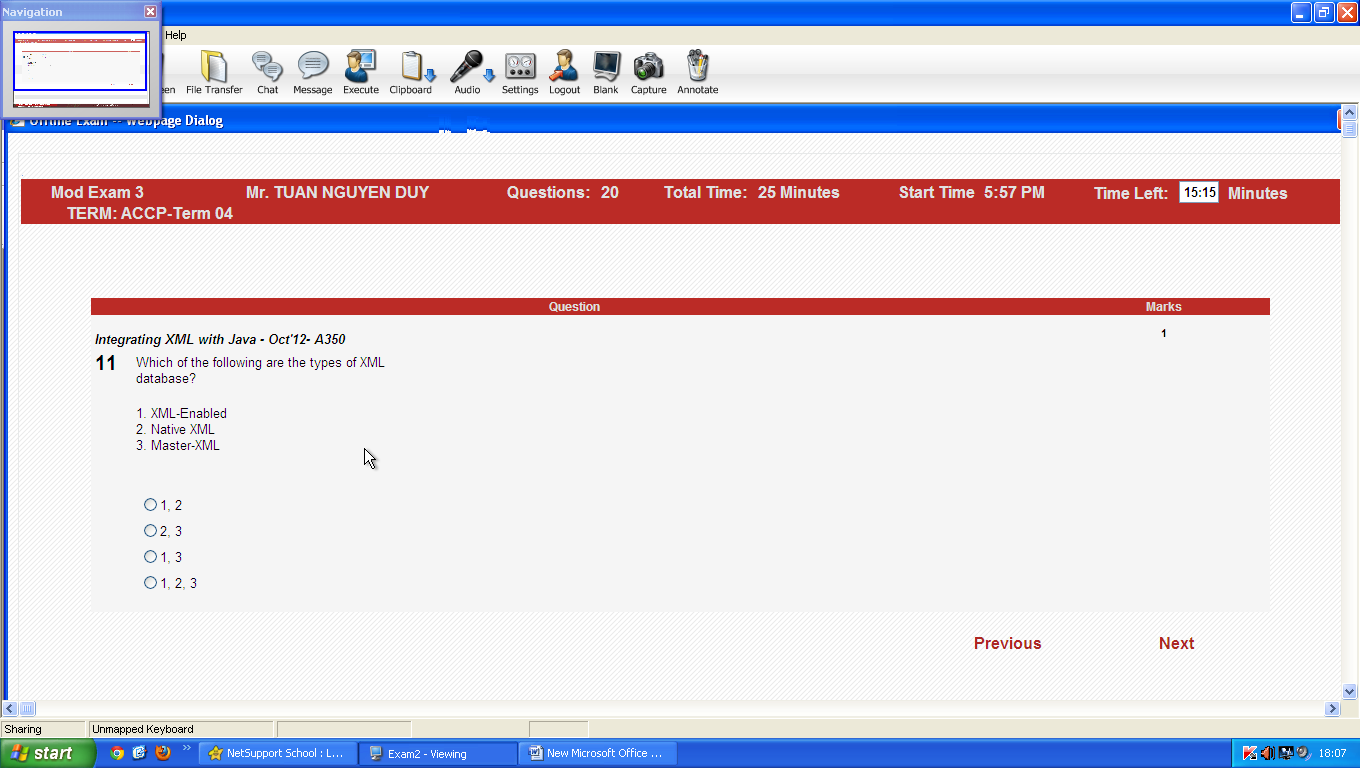 Navigation
Help
een
File Transfer
Chat
Message
Execute
Clipboard
Audio
Settings
Logout
Blank
Capture
Annotate
Offline Exam -- Webpage Dialog
Mod Exam 3 Mr. TUAN NGUYEN DUY Questions: 20 Total Time: 25 Minutes Start Time 5:57 PM Time Left: 15:15 Minutes
TERM: ACCP-Term 04
Question Marks
Integrating XML with Java - Oct'12- A350 1
11 Which of the following are the types of XML
database?
1. XML-Enabled
2. Native XML
3. Master-XML
1, 2
2, 3
1, 3
1, 2, 3
Previous Next
Sharing Unmapped Keyboard
start NetSupport School : L... Exam2 - Viewing New Microsoft Office ... 18:07